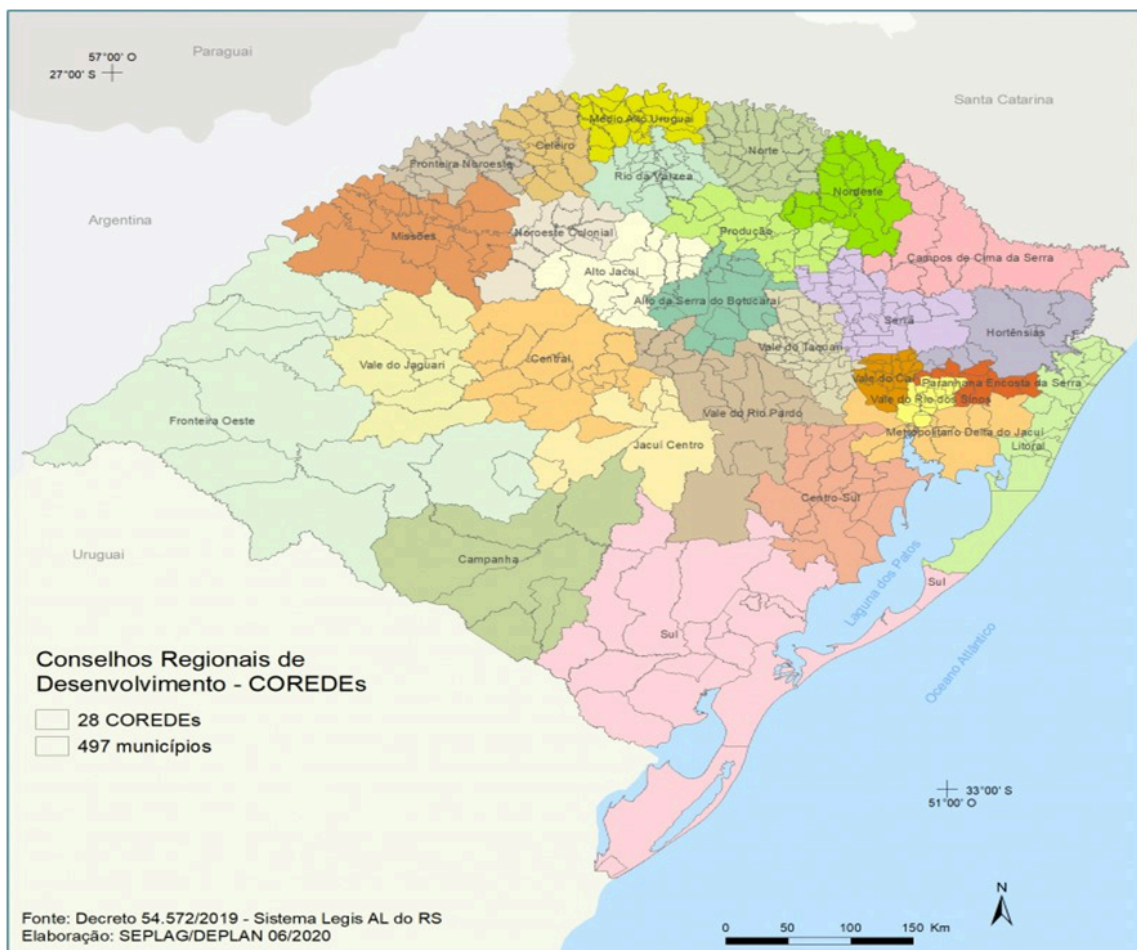 Paraguai
57°00' O
27°00' S
Santa Catarina
Médio Alto Uruguai
Celeiro
Norte
Fronteira Noroeste
Rio da Várzea
Nordeste
Argentina
Missões
Noroeste Colonial
Produção
Campos de Cima da Serra
Alto Jacuí
Alto da Serra do Botucaraí
Serra
Hortênsias
Vale do Taquari
Central
Vale do Jaguari
Vale do Caí
Paranhana Encosta da Serra
Vale do Rio dos Sinos
Vale do Rio Pardo
Fronteira Oeste
Metropolitano Delta do Jacuí
Jacuí Centro
Litoral
Centro-Sul
Uruguai
Campanha
Laguna dos Patos
Sul
Sul
Oceano Atlântico
Conselhos Regionais de
Desenvolvimento - COREDEs
28 COREDEs
497 municípios
33°00' S
51°00' O
N
Fonte: Decreto 54.572/2019 - Sistema Legis AL do RS
Elaboração: SEPLAG/DEPLAN 06/2020
0 50 100 150 Km